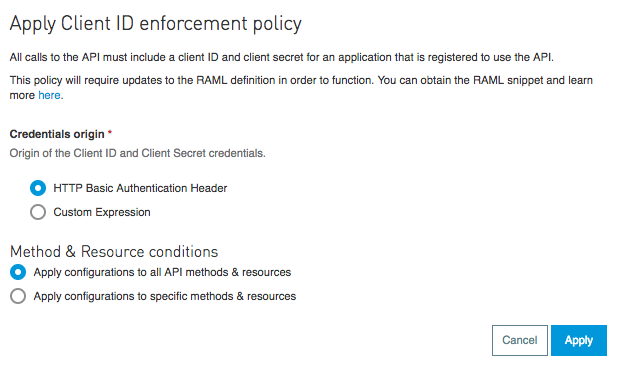 Apply Client ID enforcement policy
All calls to the API must include a client ID and client secret for an application that is registered to use the API.
This policy will require updates to the RAML definition in order to function. You can obtain the RAML snippet and learn
more here.
Credentials origin *
Origin of the Client ID and Client Secret credentials.
HTTP Basic Authentication Header
Custom Expression
Method & Resource conditions
Apply configurations to all API methods & resources
Apply configurations to specific methods & resources
Cancel Apply